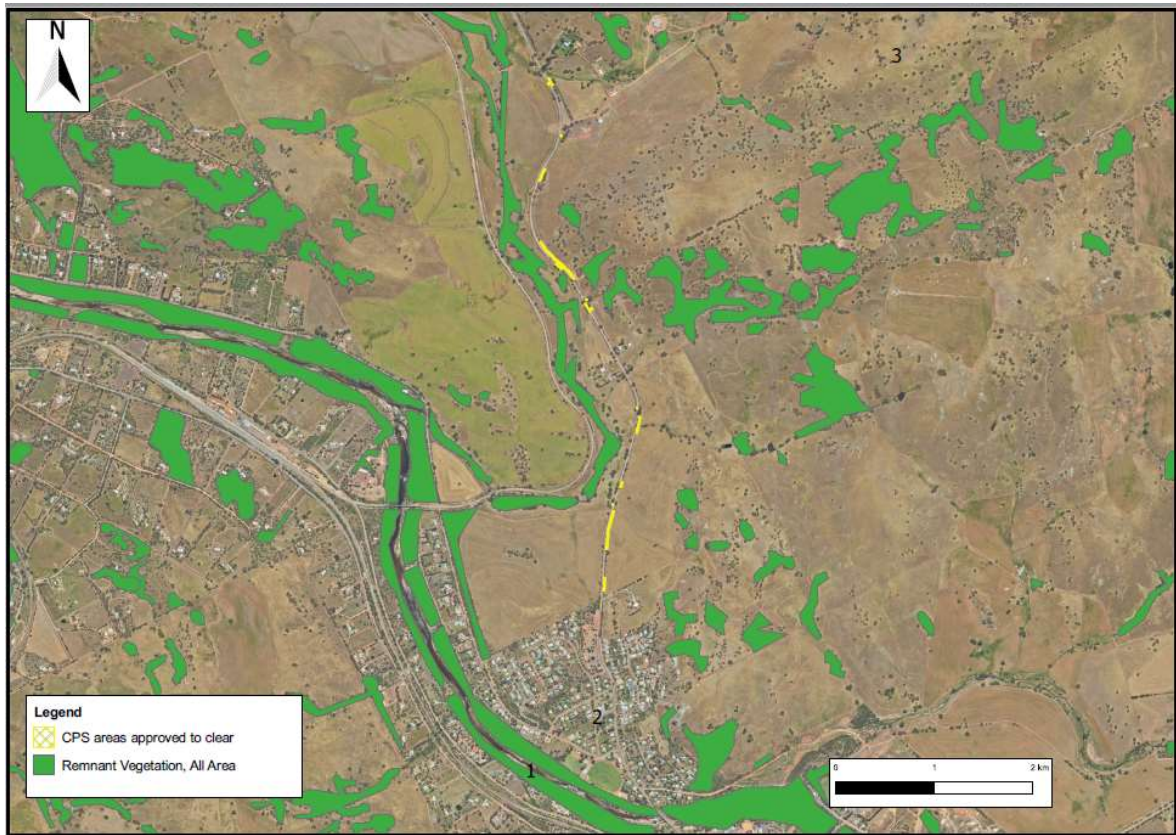 N
3
2
1
Legend
CPS areas approved to clear
Remnant Vegetation, All Area
0 1 2 km